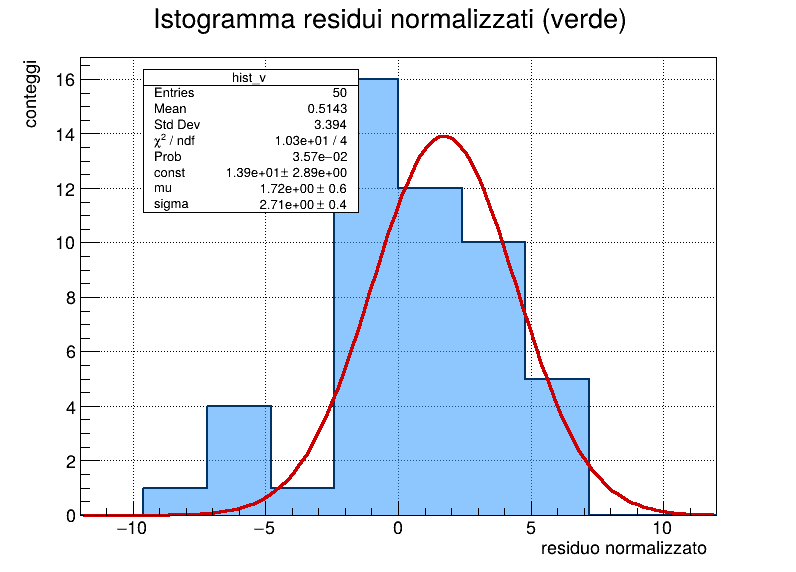 Istogramma residui normalizzati (verde)
conteggi
hist_v
Entries 50
Mean 0.5143
Std Dev 3.394
χ² / ndf 1.03e+01 / 4
Prob 3.57e−02
const 1.39e+01± 2.89e+00
mu 1.72e+00 ± 0.6
sigma 2.71e+00 ± 0.4
16
14
12
10
8
6
4
2
0
−10 −5 0 5 10
residuo normalizzato